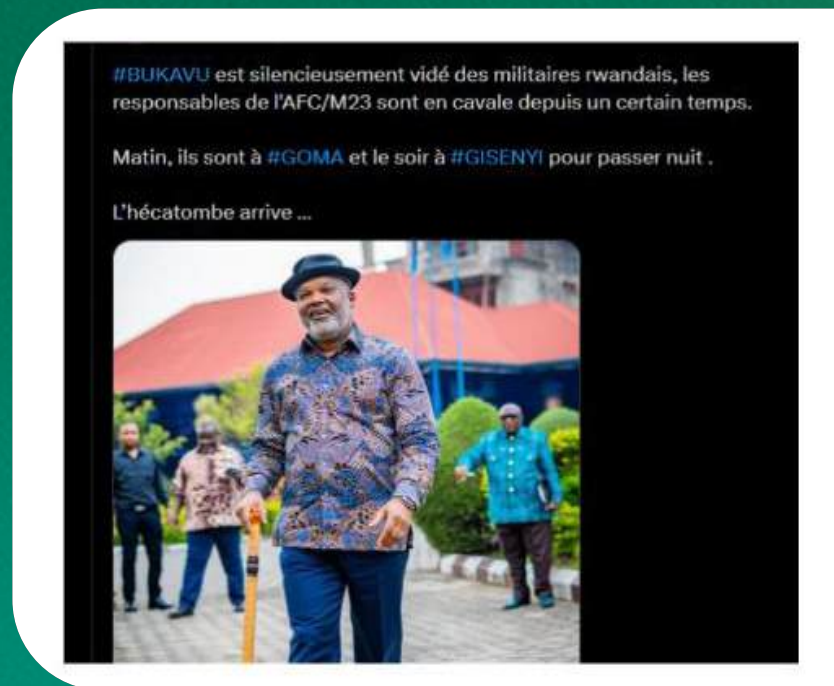 #BUKAVU est silencieusement vidé des militaires rwandais, les
responsables de l'AFC/M23 sont en cavale depuis un certain temps.
Matin, ils sont à #GOMA et le soir à #GISENYI pour passer nuit .
L'hécatombe arrive ...